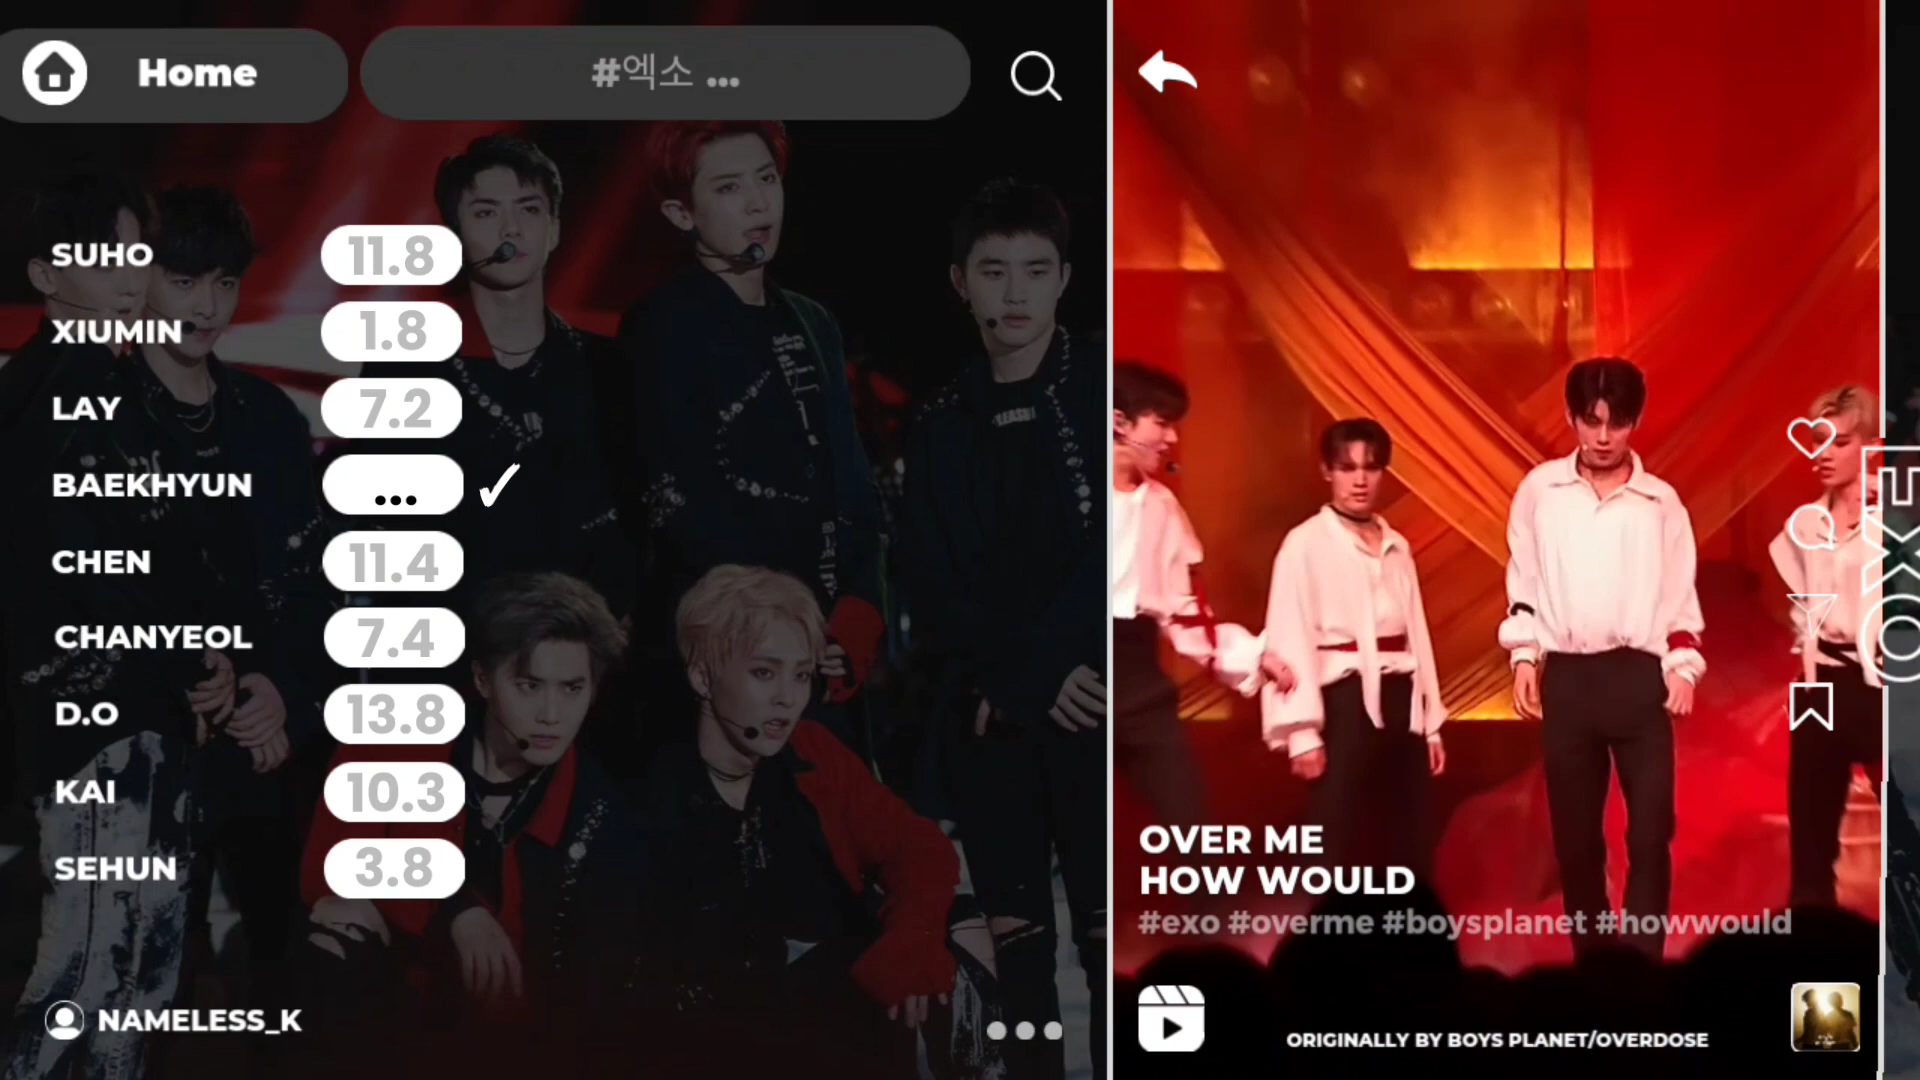 Home
#엑소 ...
SUHO 11.8
XIUMIN 1.8
LAY 7.2
BAEKHYUN ... ✓
CHEN 11.4
CHANYEOL 7.4
D.O 13.8
KAI 10.3
SEHUN 3.8
NAMELESS_K
OVER ME
HOW WOULD
#exo #overme #boysplanet #howwould
ORIGINALLY BY BOYS PLANET/OVERDOSE
EXO